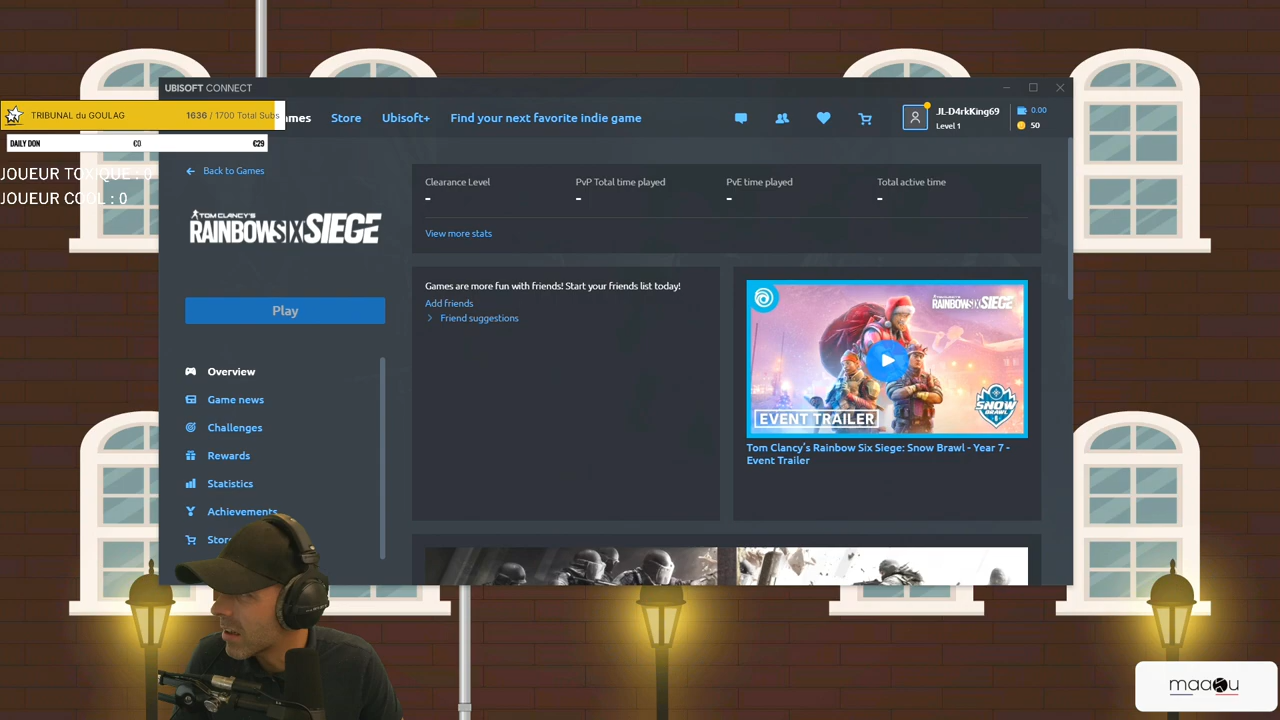 UBISOFT CONNECT
TRIBUNAL du GOULAG 1636 / 1700 Total Subs
ames Store Ubisoft+ Find your next favorite indie game
JL-D4rkKing69
Level 1
0.00
50
DAILY DON €0 €29
JOUEUR TOXIQUE : 0
JOUEUR COOL : 0
Back to Games
TOM CLANCY'S
RAINBOWSIX SIEGE
Play
Overview
Game news
Challenges
Rewards
Statistics
Achievements
Store
Clearance Level PvP Total time played PvE time played Total active time
- - - -
View more stats
Games are more fun with friends! Start your friends list today!
Add friends
Friend suggestions
RAINBOWSIX SIEGE
SNOW
BRAWL
EVENT TRAILER
Tom Clancy's Rainbow Six Siege: Snow Brawl - Year 7 -
Event Trailer
maaKu